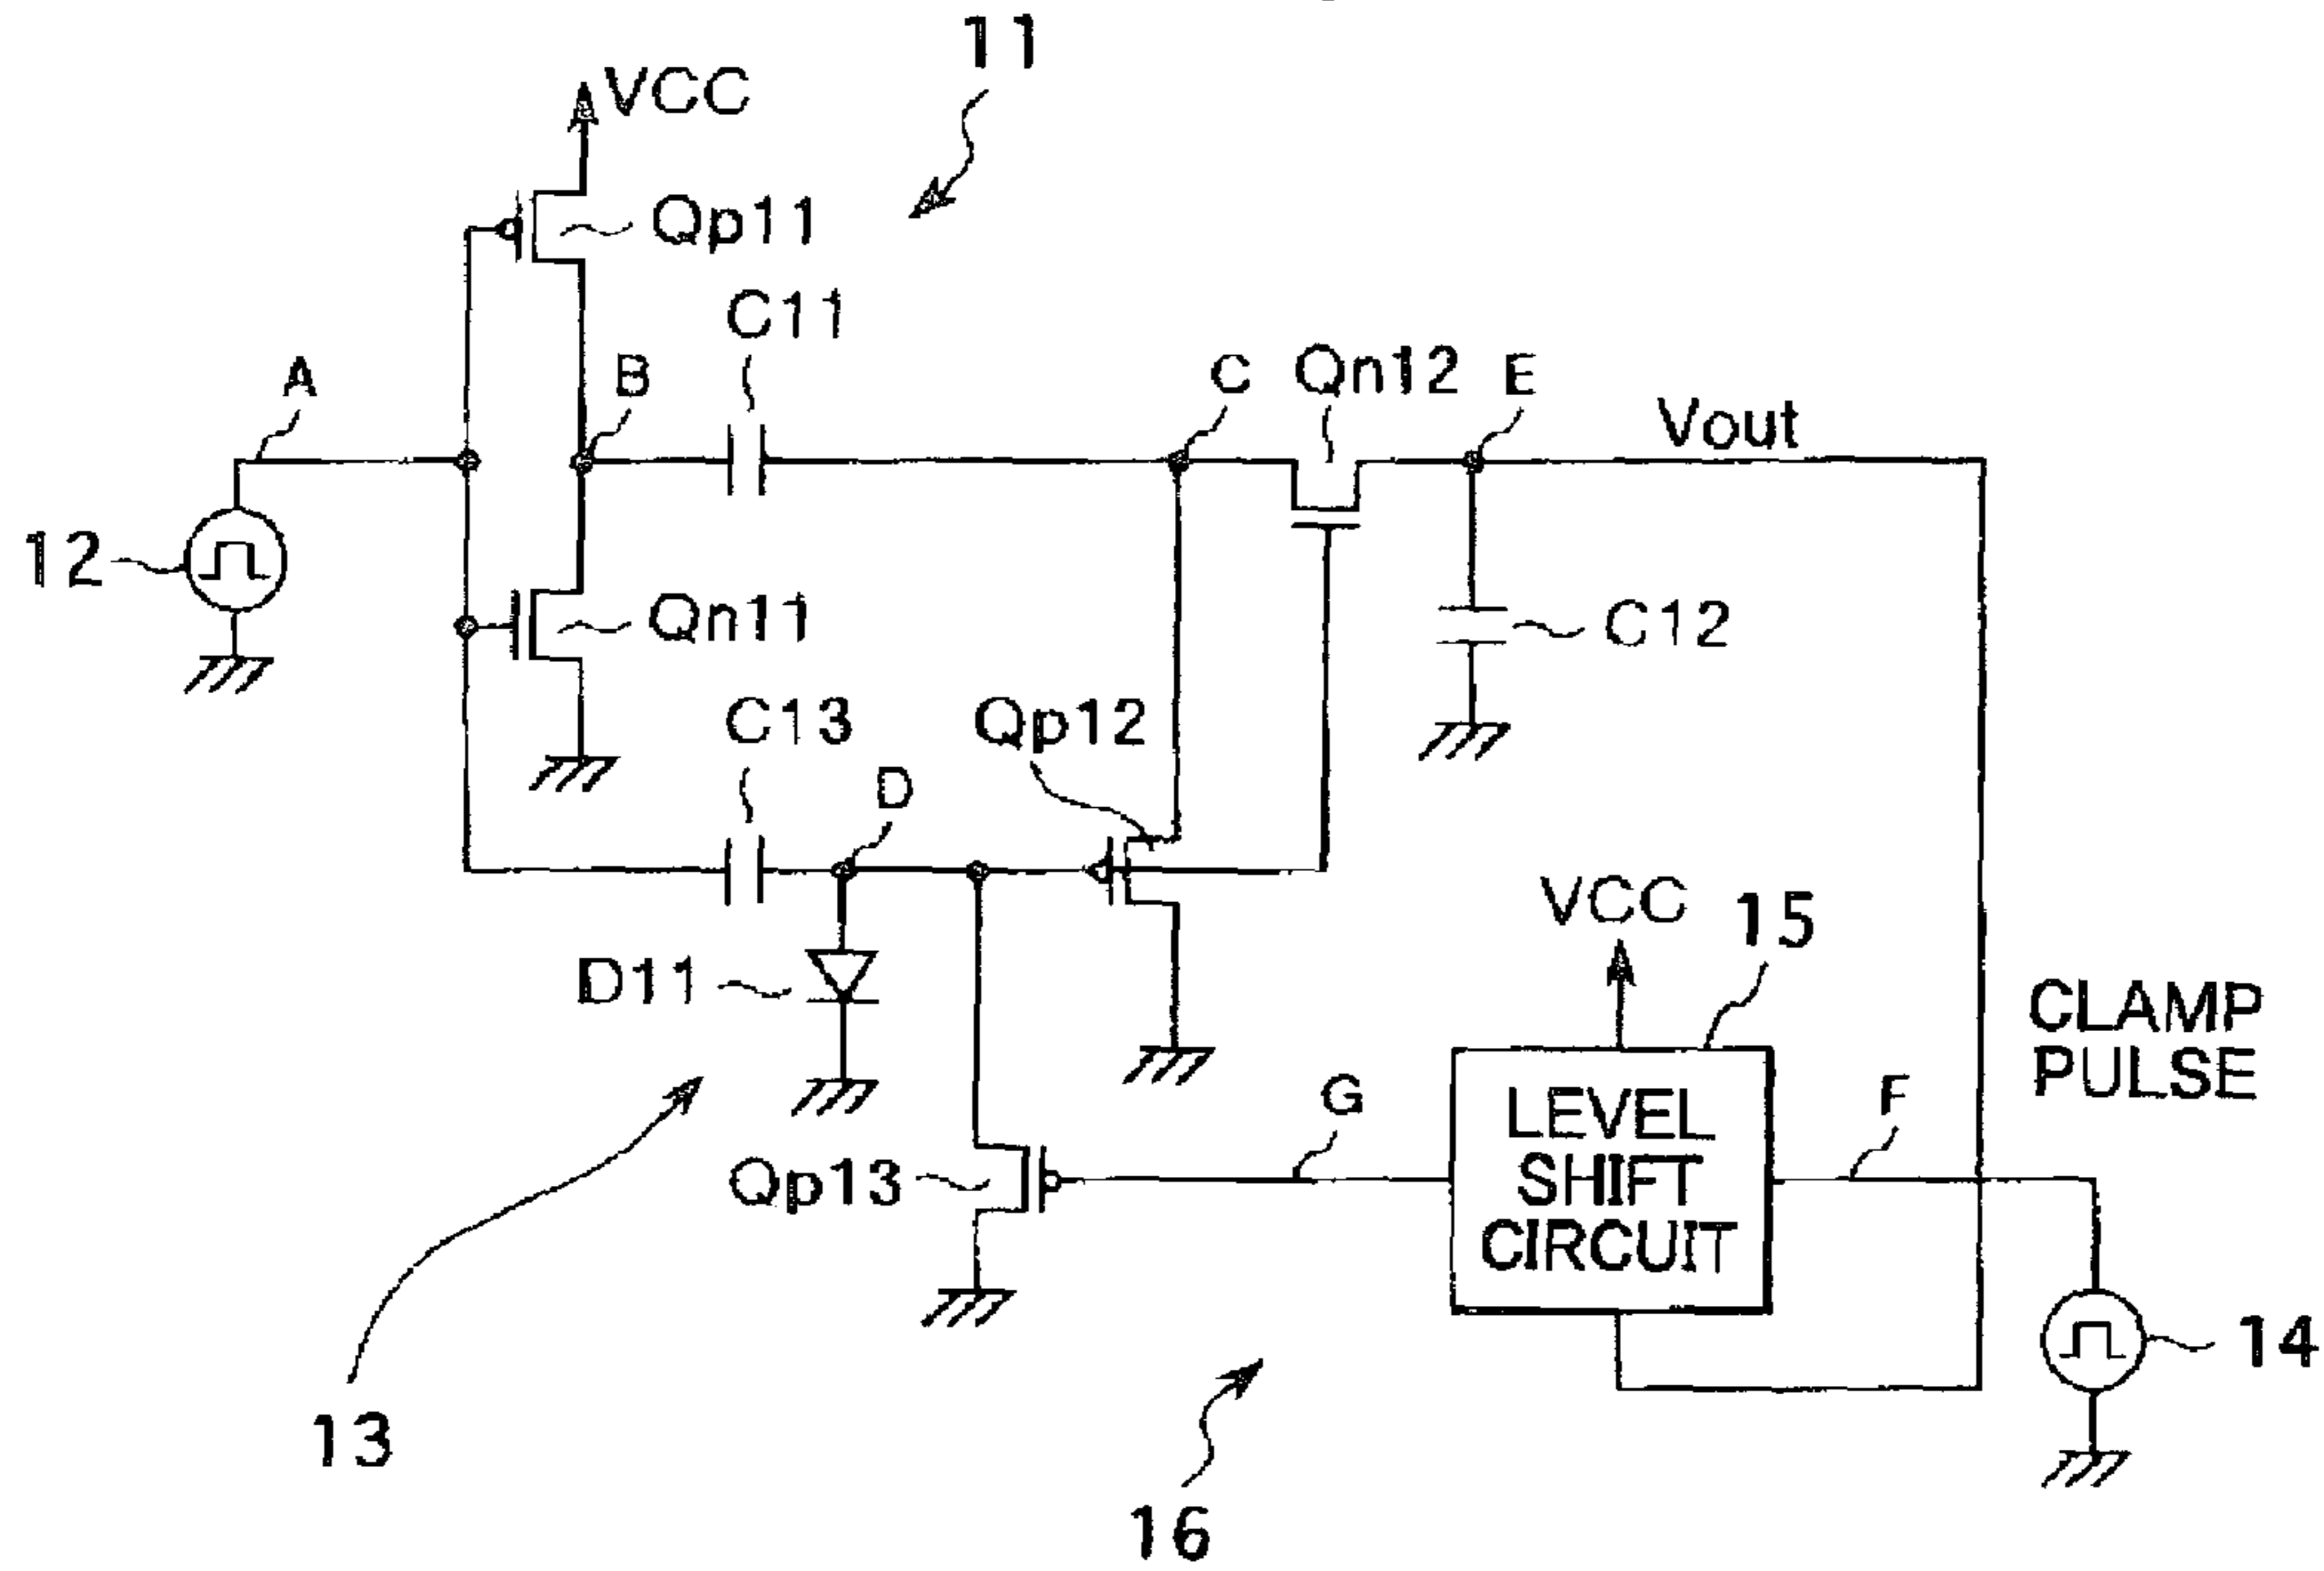 11
VCC
Qp11
C11
A
B
C
Qn12
E
Vout
12
Qn11
C12
C13
Qp12
D
VCC
15
D11
CLAMP
PULSE
G
LEVEL
SHIFT
CIRCUIT
F
Qp13
14
13
16